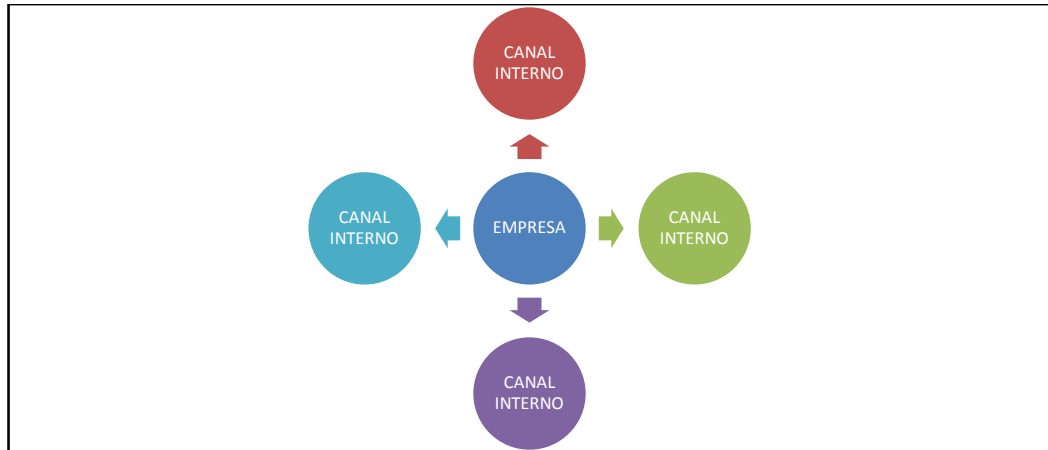 CANAL
INTERNO
CANAL
INTERNO
EMPRESA
CANAL
INTERNO
CANAL
INTERNO